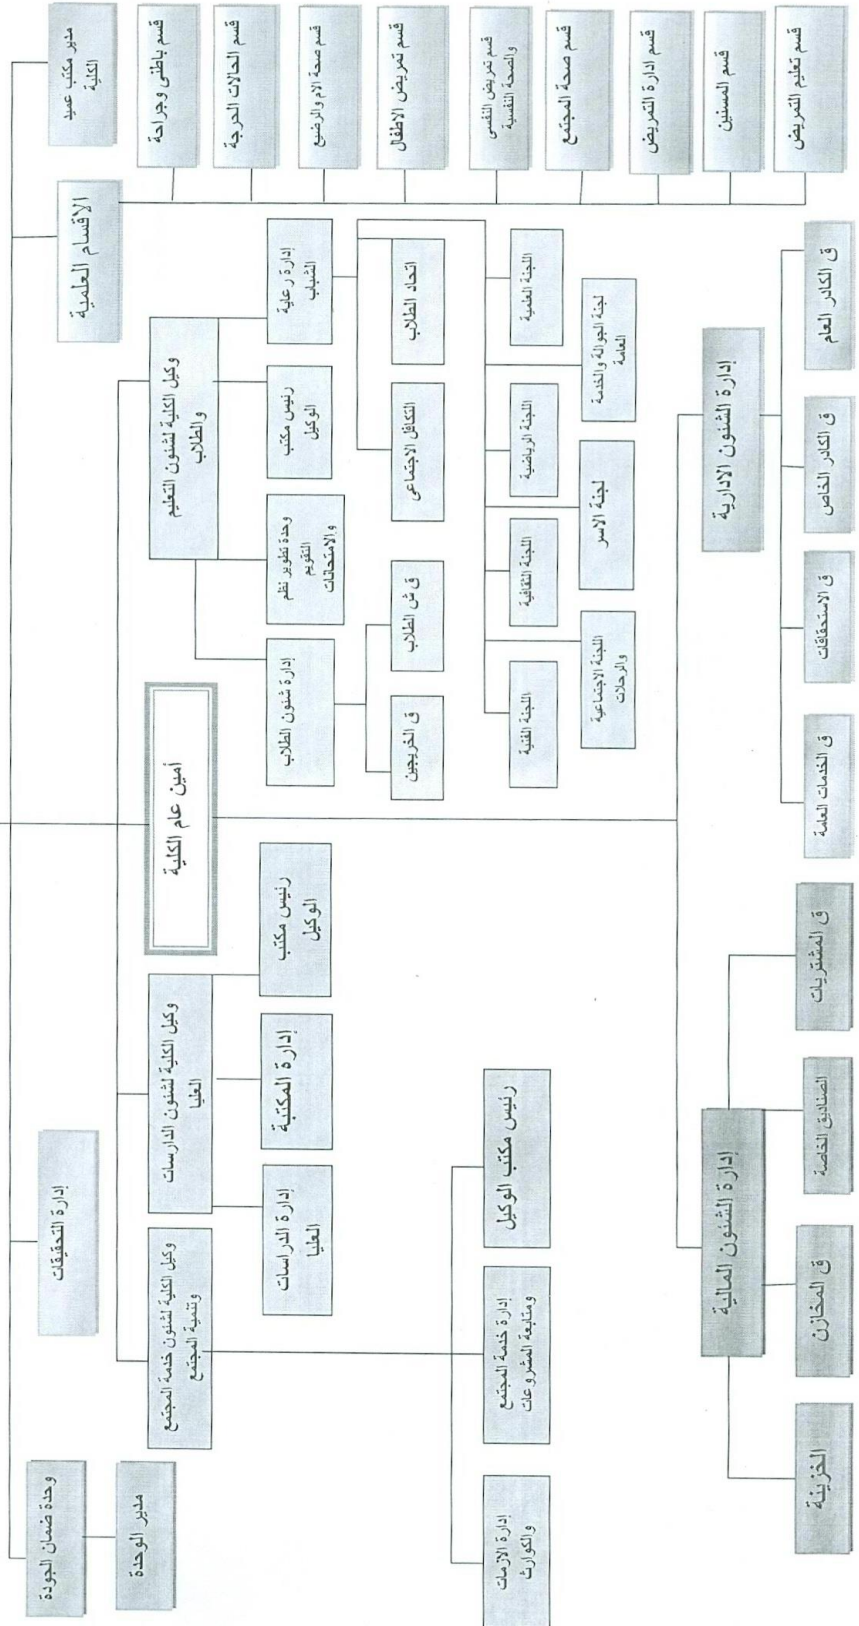 مدير مكتب عميد
الكلية
الاقسام العلمية
إدارة التحقيقات
وحدة ضمان الجودة
مدير الوحدة
قسم باطنى وجراحة
قسم الحالات الحرجة
قسم صحة الام والرضيع
قسم تمريض الاطفال
قسم تمريض النفسى
والصحة النفسية
قسم صحة المجتمع
قسم ادارة التمريض
قسم المسنين
قسم تعليم التمريض
وكيل الكلية لشئون التعليم
والطلاب
أمين عام الكلية
وكيل الكلية لشئون الدارسات
العليا
وكيل الكلية لشئون خدمة المجتمع
وتنمية المجتمع
إدارة رعاية
الشباب
رئيس مكتب
الوكيل
وحدة تطوير نظم
التقويم
والامتحانات
إدارة شئون الطلاب
رئيس مكتب
الوكيل
إدارة المكتبة
إدارة الدراسات
العليا
اتحاد الطلاب
التكافل الاجتماعى
ق ش الطلاب
ق الخريجين
اللجنة العلمية
اللجنة الرياضية
اللجنة الثقافية
اللجنة الفنية
لجنة الجوالة والخدمة
العامة
لجنة الاسر
اللجنة الاجتماعية
والرحلات
رئيس مكتب الوكيل
إدارة خدمة المجتمع
ومتابعة المشروعات
إدارة الازمات
والكوارث
إدارة الشئون الادارية
إدارة الشئون المالية
ق الكادر العام
ق الكادر الخاص
ق الاستحقاقات
ق الخدمات العامة
ق المشتريات
الصناديق الخاصة
ق المخازن
الخزينة